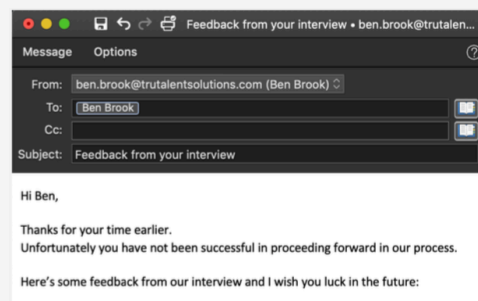 Feedback from your interview • ben.brook@trutalen...
Message Options
From: ben.brook@trutalentsolutions.com (Ben Brook)
To: Ben Brook
Cc:
Subject: Feedback from your interview
Hi Ben,
Thanks for your time earlier.
Unfortunately you have not been successful in proceeding forward in our process.
Here's some feedback from our interview and I wish you luck in the future: